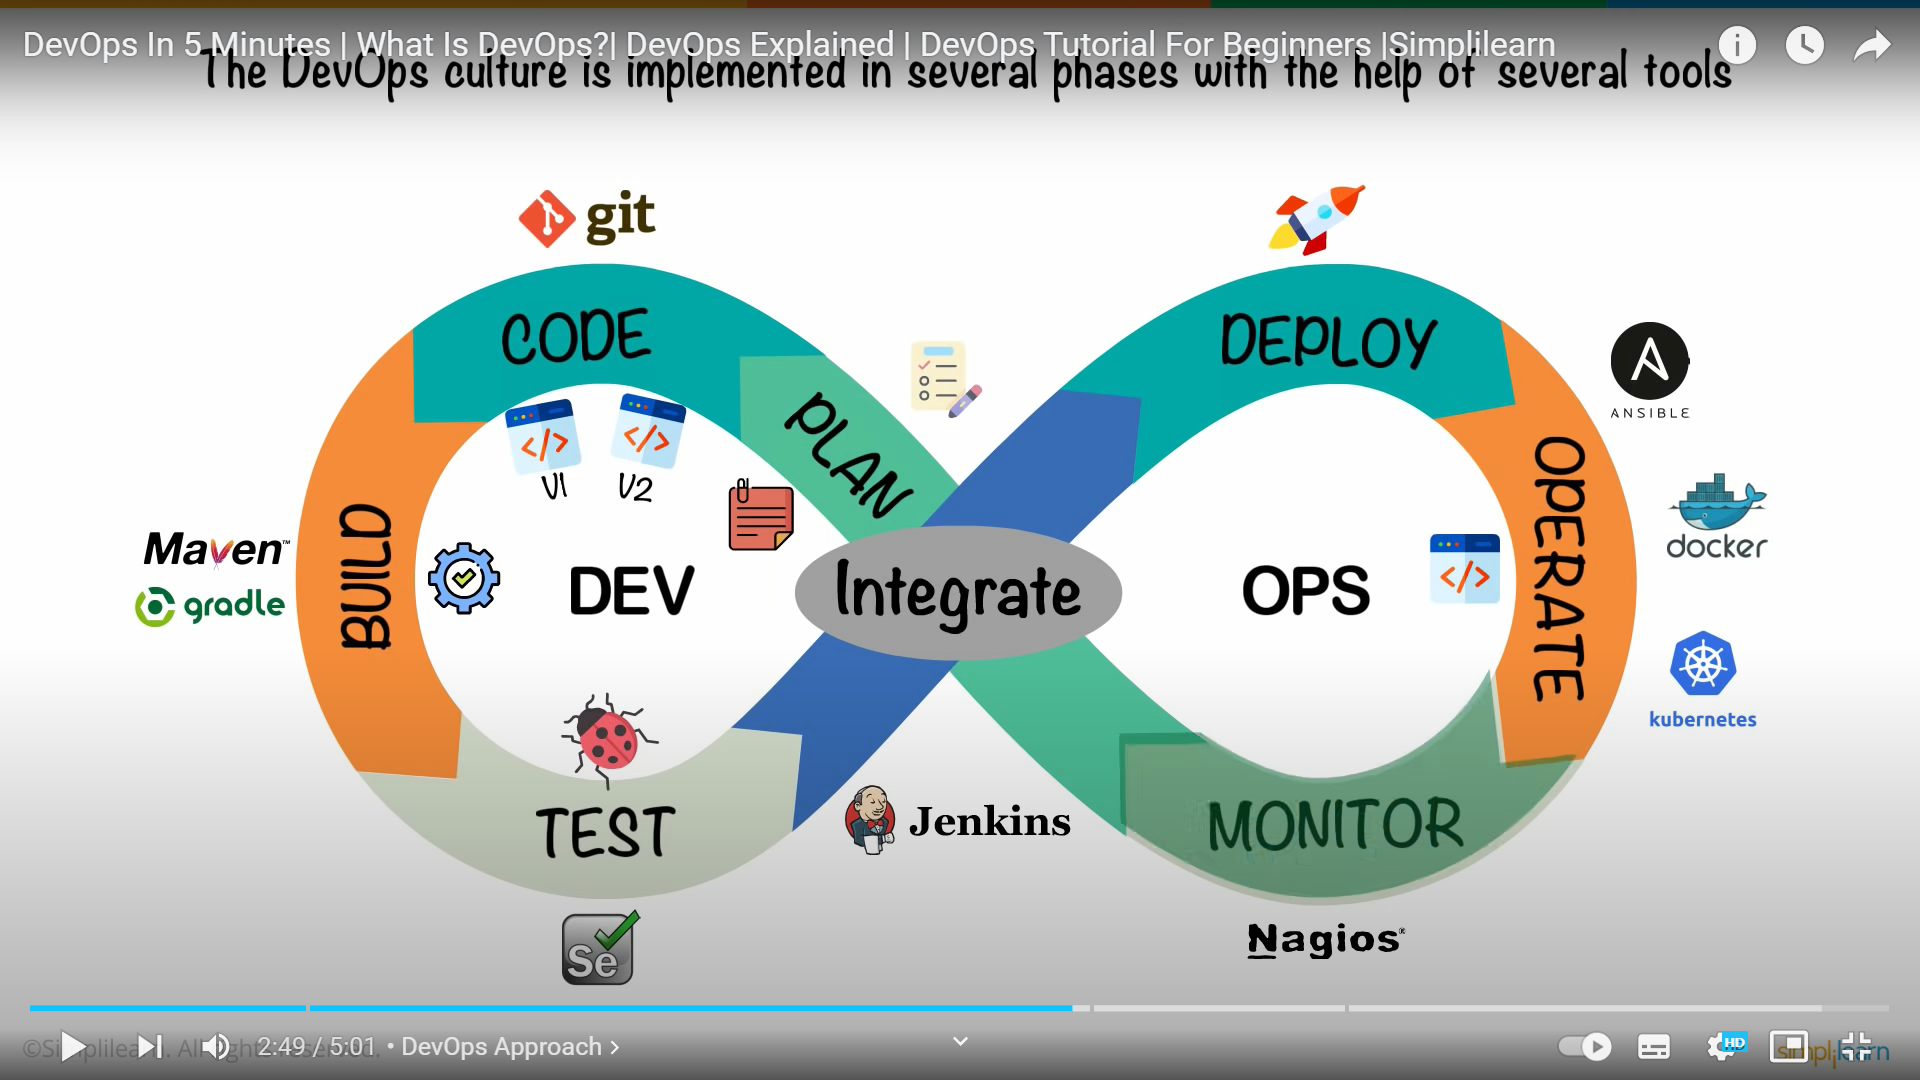 DevOps In 5 Minutes | What Is DevOps?| DevOps Explained | DevOps Tutorial For Beginners |Simplilearn
The DevOps culture is implemented in several phases with the help of several tools
git
CODE
DEPLOY
PLAN
ANSIBLE
V1 V2
OPERATE
docker
Maven™
gradle
BUILD
DEV
Integrate
OPS
kubernetes
TEST
Jenkins
MONITOR
Se
Nagios®
©Simplilearn. All rights reserved.
2:49 / 5:01 • DevOps Approach
HD
simplilearn